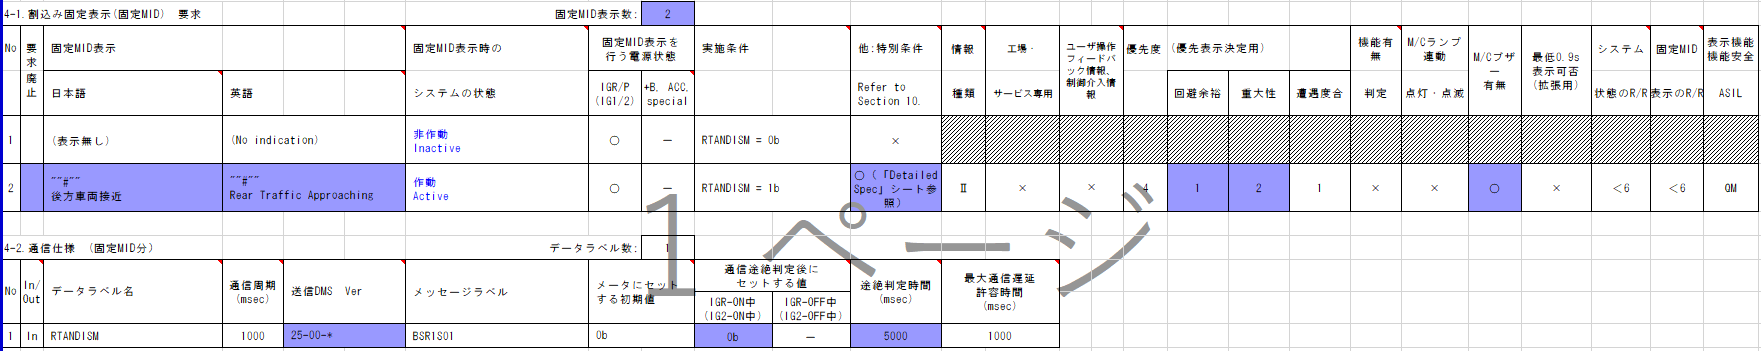 4-1.割込み固定表示(固定MID) 要求 固定MID表示数: 2
No 要求 廃止 固定MID表示 固定MID表示時の 固定MID表示を行う電源状態 実施条件 他:特別条件 情報 工場・ ユーザ操作フィードバック情報、制御介入情報 優先度 (優先表示決定用) 機能有無 M/Cランプ連動 M/Cブザー有無 最低0.9s表示可否(拡張用) システム 固定MID 表示機能機能安全
日本語 英語 システムの状態 IGR/P (IG1/2) +B, ACC, special Refer to Section 10. 種類 サービス専用 回避余裕 重大性 遭遇度合 判定 点灯・点滅 状態のR/R 表示のR/R ASIL
1 (表示無し) (No indication) 非作動 Inactive ○ － RTANDISM = 0b ×
2 ~~#~~ 後方車両接近 ~~#~~ Rear Traffic Approaching 作動 Active ○ － RTANDISM = 1b ○（「Detailed Spec」シート参照） Ⅱ × × 4 1 2 1 × × ○ × ＜6 ＜6 QM
4-2.通信仕様 （固定MID分） データラベル数: 1
No In/Out データラベル名 通信周期 (msec) 送信DMS Ver メッセージラベル メータにセットする初期値 通信途絶判定後にセットする値 途絶判定時間 (msec) 最大通信遅延許容時間 (msec)
IGR-ON中 (IG2-ON中) IGR-OFF中 (IG2-OFF中)
1 In RTANDISM 1000 25-00-* BSR1S01 0b 0b － 5000 1000
1 ページ